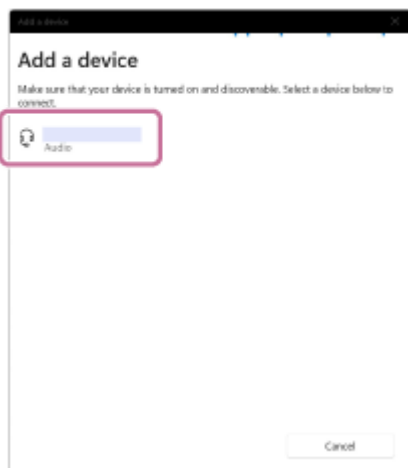 Add a device
Add a device
Make sure that your device is turned on and discoverable. Select a device below to
connect.
Audio
Cancel